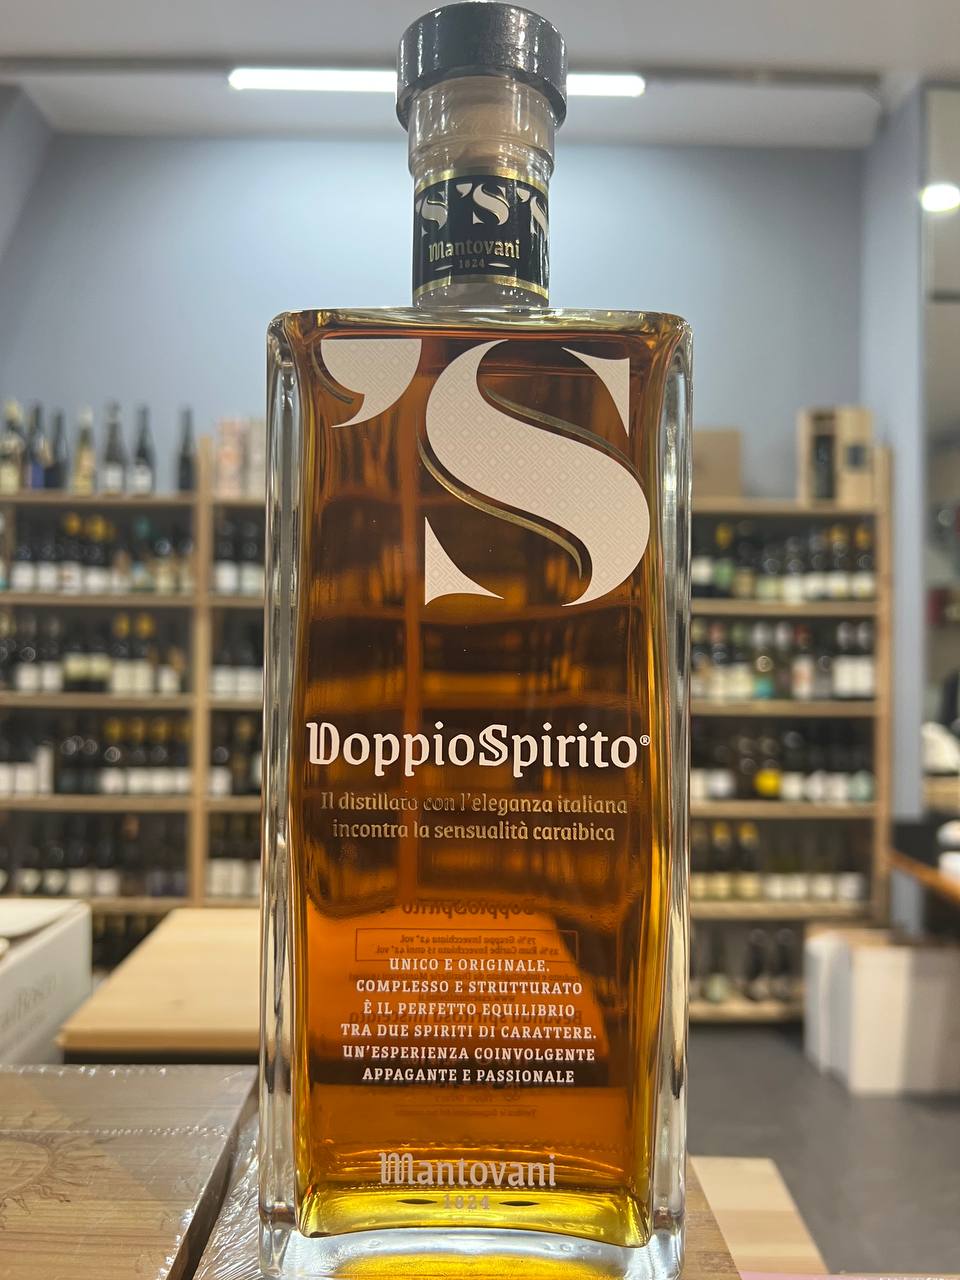 'S 'S 'S
Mantovani
1824
'S
DoppioSpirito®
Il distillato con l'eleganza italiana
incontra la sensualità caraibica
UNICO E ORIGINALE.
COMPLESSO E STRUTTURATO
È IL PERFETTO EQUILIBRIO
TRA DUE SPIRITI DI CARATTERE.
UN'ESPERIENZA COINVOLGENTE
APPAGANTE E PASSIONALE
Mantovani
1824